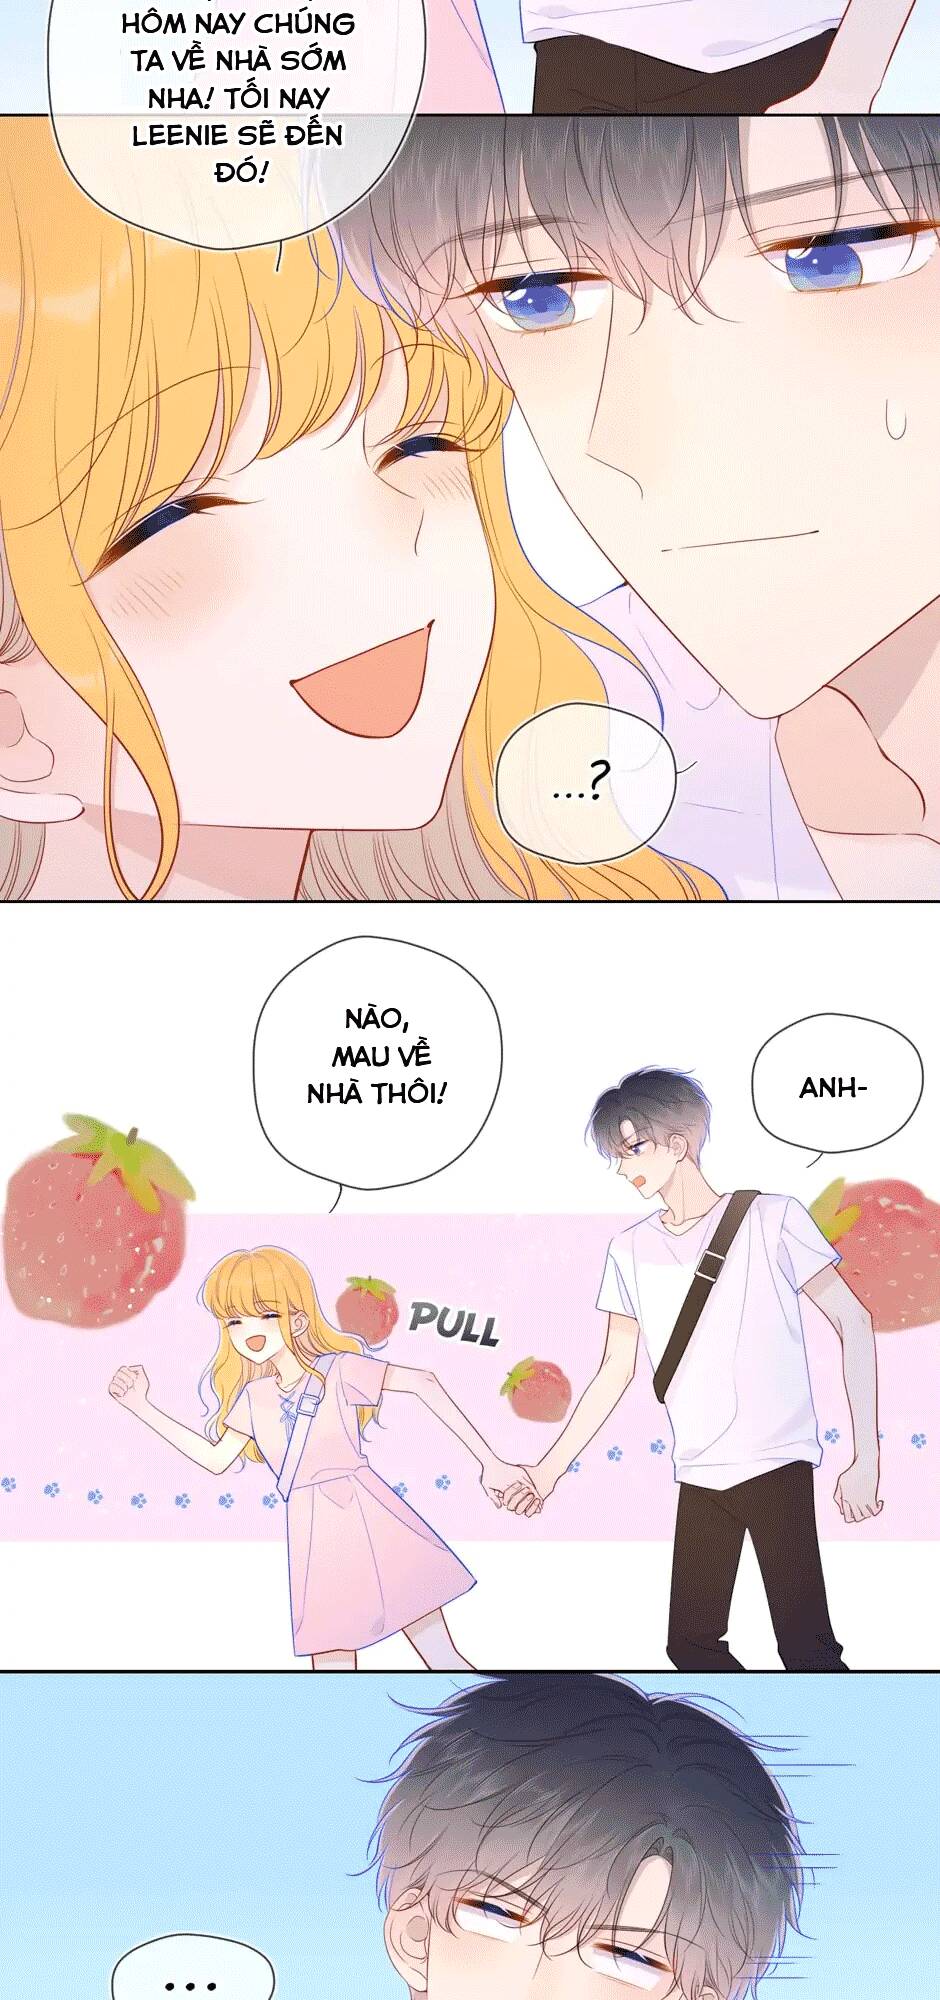 HÔM NAY CHÚNG
TA VỀ NHÀ SỚM
NHA! TỐI NAY
LEENIE SẼ ĐẾN
ĐÓ!
...?
NÀO,
MAU VỀ
NHÀ THÔI!
ANH-
PULL
...